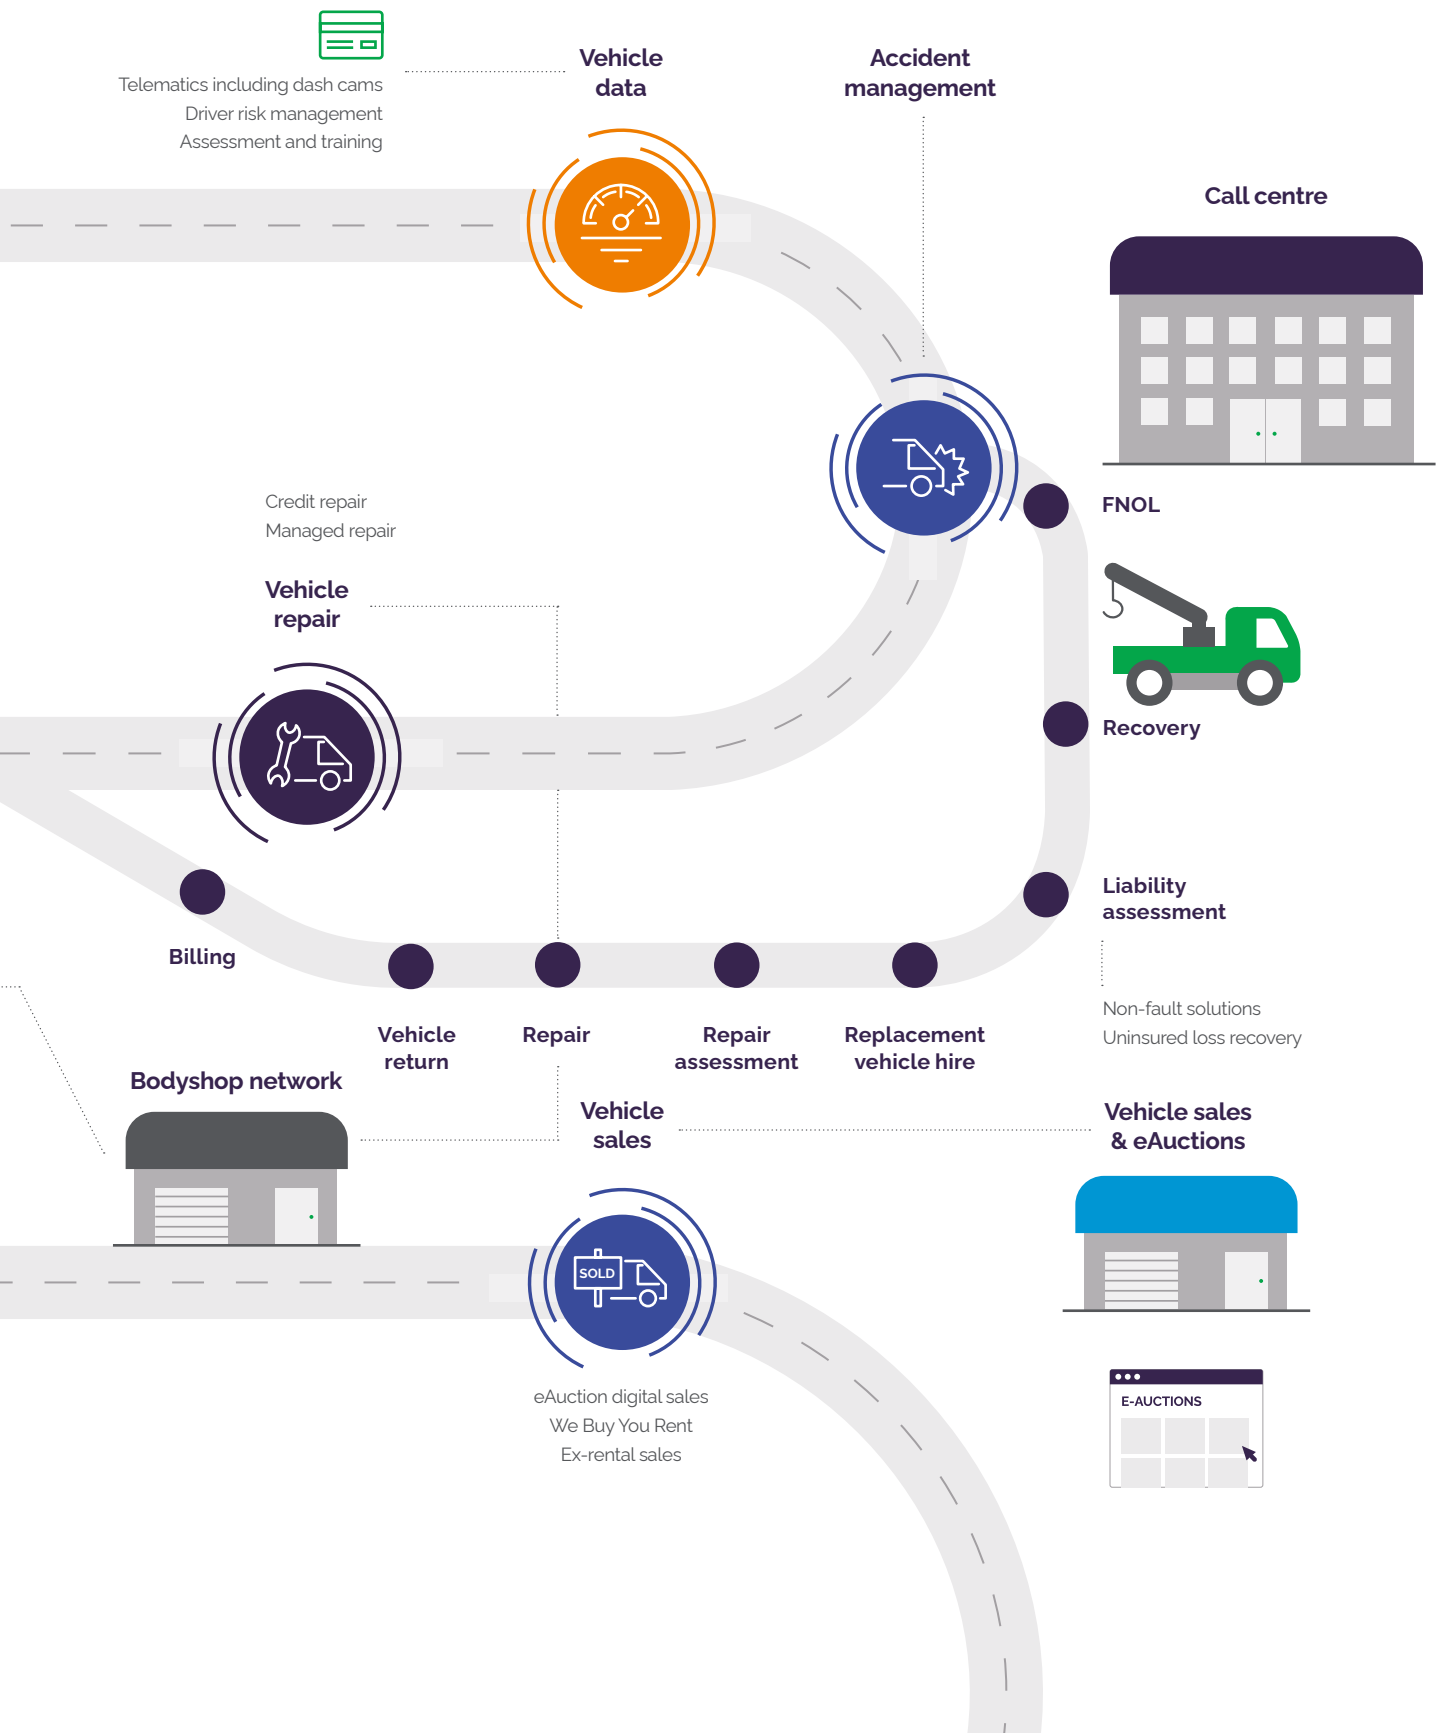 Vehicle
data
Telematics including dash cams
Driver risk management
Assessment and training
Accident
management
Call centre
FNOL
Credit repair
Managed repair
Vehicle
repair
Recovery
Liability
assessment
Non-fault solutions
Uninsured loss recovery
Billing
Vehicle
return
Repair
Repair
assessment
Replacement
vehicle hire
Bodyshop network
Vehicle
sales
Vehicle sales
& eAuctions
SOLD
eAuction digital sales
We Buy You Rent
Ex-rental sales
E-AUCTIONS